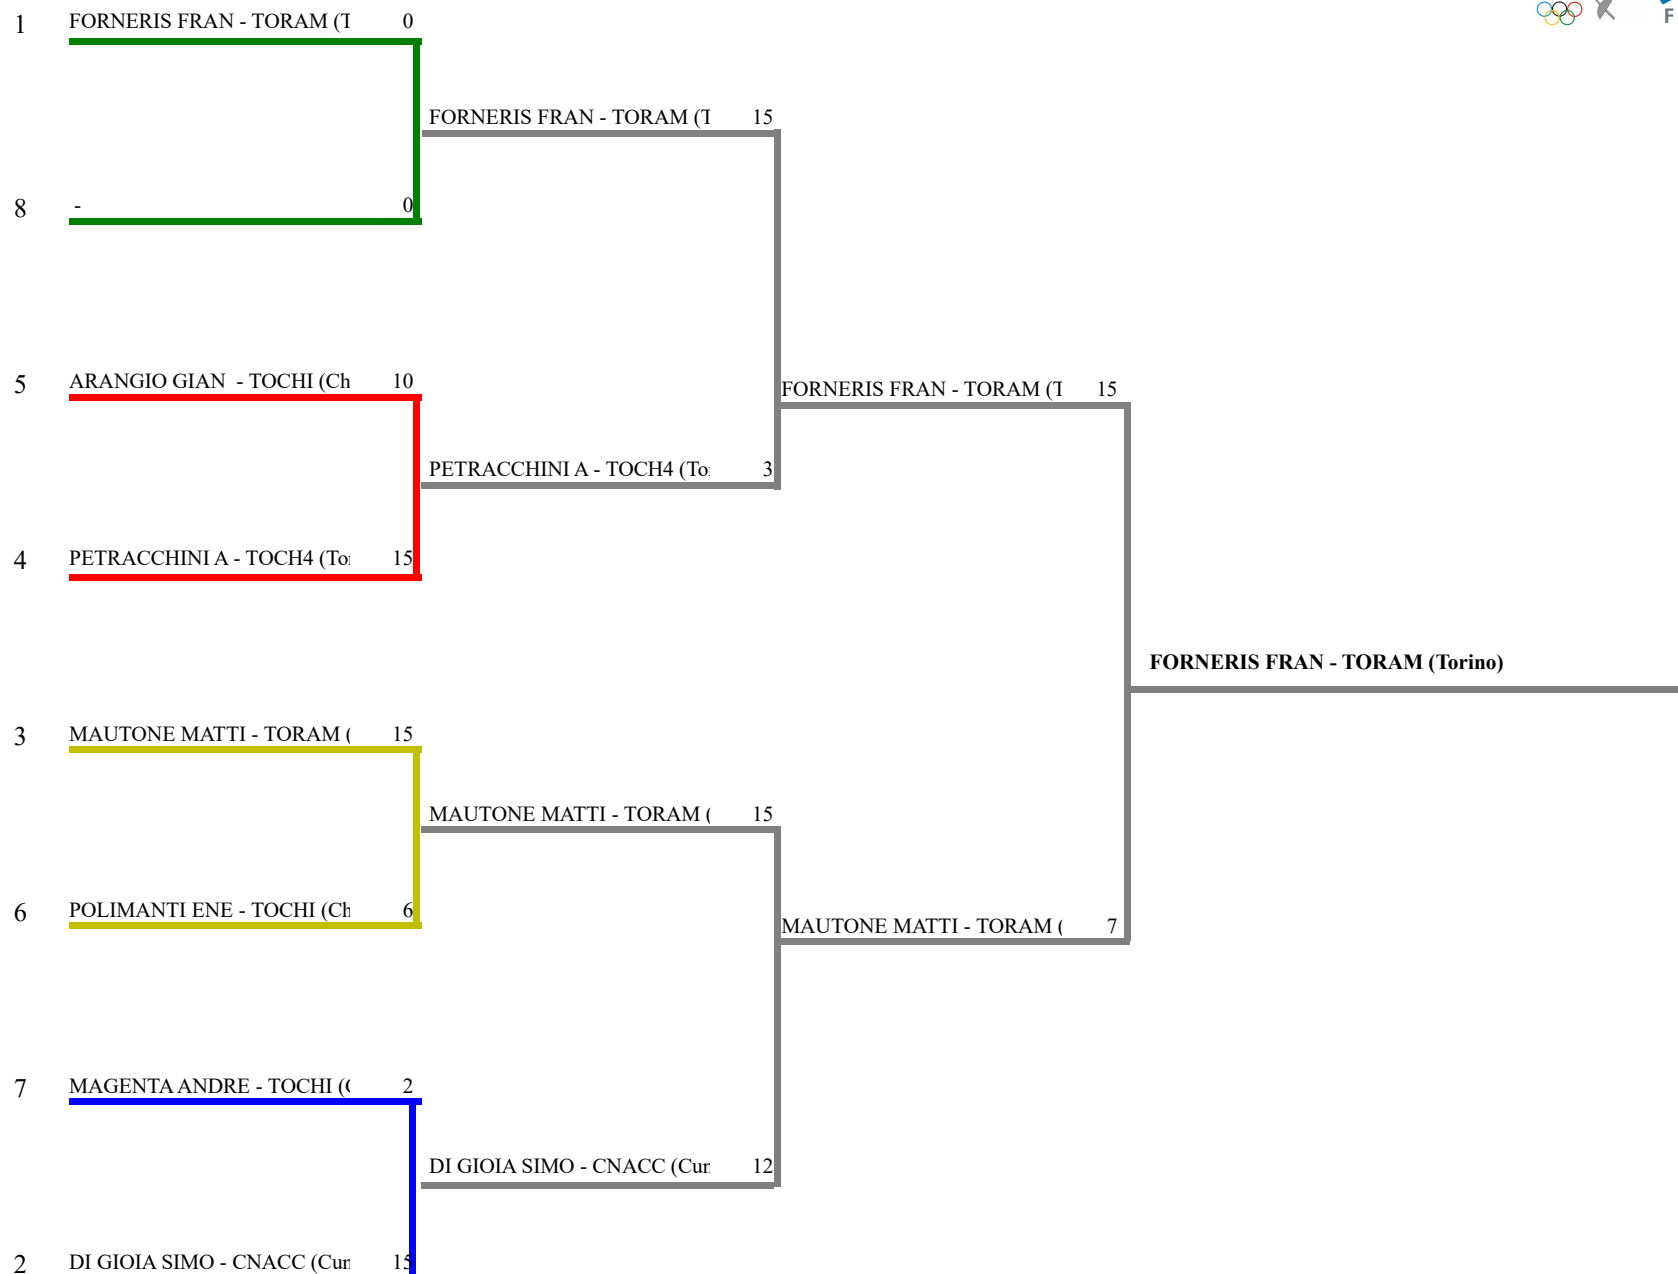 1 FORNERIS FRAN - TORAM (T 0
F
FORNERIS FRAN - TORAM (T 15
8 - 0
5 ARANGIO GIAN - TOCHI (Ch 10
FORNERIS FRAN - TORAM (T 15
PETRACCHINI A - TOCH4 (To 3
4 PETRACCHINI A - TOCH4 (To 15
FORNERIS FRAN - TORAM (Torino)
3 MAUTONE MATTI - TORAM ( 15
MAUTONE MATTI - TORAM ( 15
6 POLIMANTI ENE - TOCHI (Ch 6
MAUTONE MATTI - TORAM ( 7
7 MAGENTA ANDRE - TOCHI (C 2
DI GIOIA SIMO - CNACC (Cun 12
2 DI GIOIA SIMO - CNACC (Cun 15